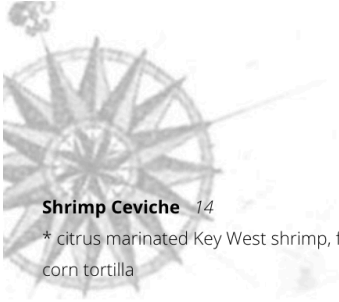 Shrimp Ceviche 14
* citrus marinated Key West shrimp,
corn tortilla